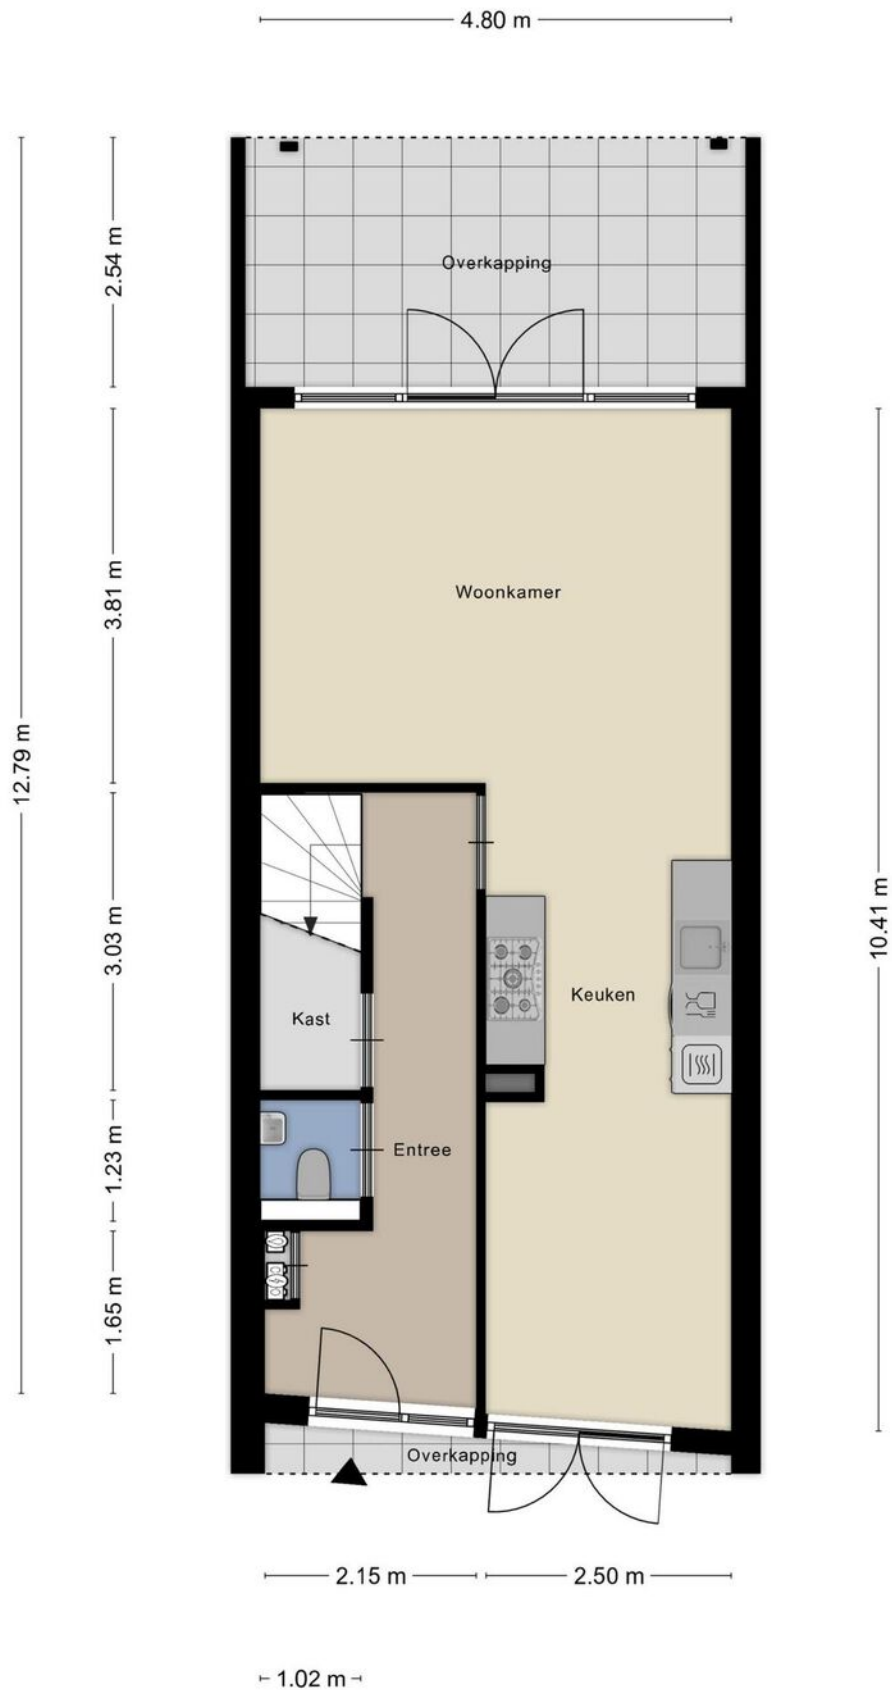 4.80 m
2.54 m
Overkapping
3.81 m
Woonkamer
12.79 m
10.41 m
3.03 m
Keuken
Kast
1.23 m
Entree
1.65 m
Overkapping
2.15 m
2.50 m
1.02 m